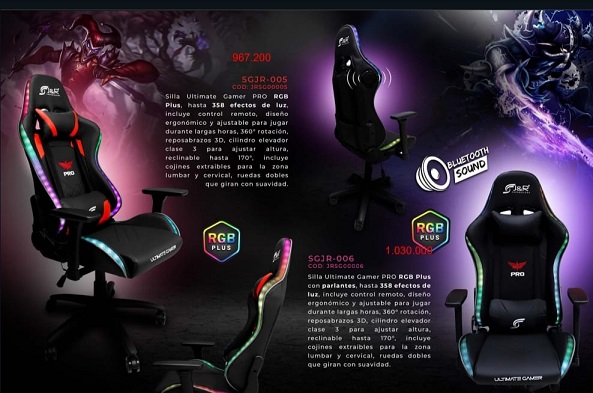 967.200
SGJR-005
COD: JRSG00005
Silla Ultimate Gamer PRO RGB
Plus, hasta 358 efectos de luz,
incluye control remoto, diseño
ergonómico y ajustable para jugar
durante largas horas, 360° rotación,
reposabrazos 3D, cilindro elevador
clase 3 para ajustar altura,
reclinable hasta 170°, incluye
cojines extraibles para la zona
lumbar y cervical, ruedas dobles
que giran con suavidad.
J&R
PRO
ULTIMATE GAMER
RGB
PLUS
BLUETOOTH
SOUND
RGB
PLUS
1.030.000
SGJR-006
COD: JRSG00006
Silla Ultimate Gamer PRO RGB Plus
con parlantes, hasta 358 efectos de
luz, incluye control remoto, diseño
ergonómico y ajustable para jugar
durante largas horas, 360° rotación,
reposabrazos 3D, cilindro elevador
clase 3 para ajustar altura,
reclinable hasta 170°, incluye
cojines extraibles para la zona
lumbar y cervical, ruedas dobles
que giran con suavidad.
J&R
PRO
ULTIMATE GAMER